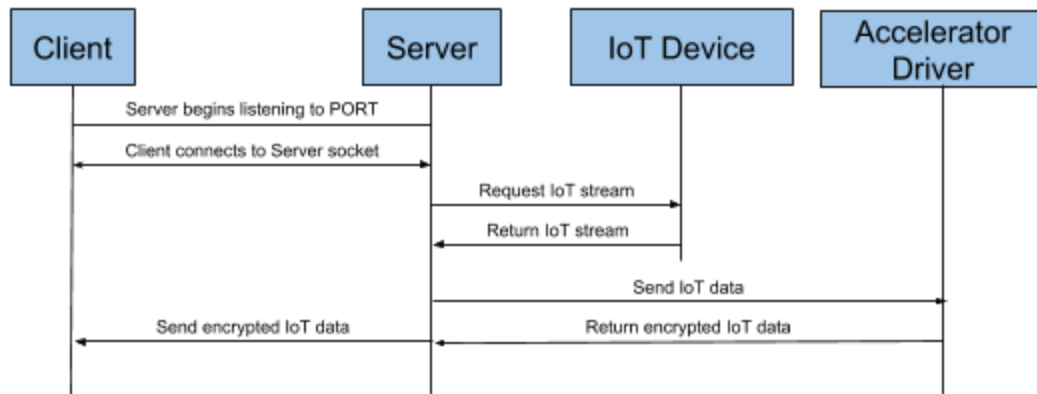 Client
Server
IoT Device
Accelerator
Driver
Server begins listening to PORT
Client connects to Server socket
Request IoT stream
Return IoT stream
Send IoT data
Send encrypted IoT data
Return encrypted IoT data